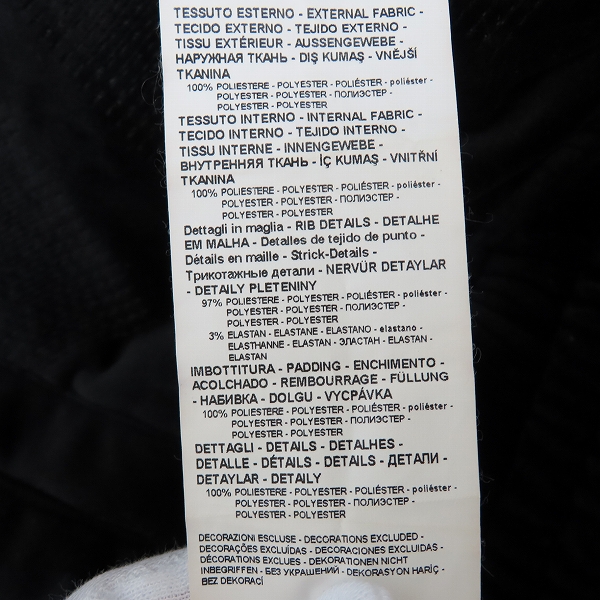 TESSUTO ESTERNO - EXTERNAL FABRIC -
TECIDO EXTERNO - TEJIDO EXTERNO -
TISSU EXTÉRIEUR - AUSSENGEWEBE -
НАРУЖНАЯ ТКАНЬ - DIŞ KUMAŞ - VNĚJŠÍ
TKANINA
100% POLIESTERE - POLYESTER - POLIÉSTER - poliéster -
POLYESTER - POLYESTER - ПОЛИЭСТЕР -
POLYESTER - POLYESTER
TESSUTO INTERNO - INTERNAL FABRIC -
TECIDO INTERNO - TEJIDO INTERNO -
TISSU INTERNE - INNENGEWEBE -
ВНУТРЕННЯЯ ТКАНЬ - İÇ KUMAŞ - VNITŘNÍ
TKANINA
100% POLIESTERE - POLYESTER - POLIÉSTER - poliéster -
POLYESTER - POLYESTER - ПОЛИЭСТЕР -
POLYESTER - POLYESTER
Dettagli in maglia - RIB DETAILS - DETALHE
EM MALHA - Detalles de tejido de punto -
Détails en maille - Strick-Details -
Трикотажные детали - NERVÜR DETAYLAR
- DETAILY PLETENINY
97% POLIESTERE - POLYESTER - POLIÉSTER - poliéster -
POLYESTER - POLYESTER - ПОЛИЭСТЕР -
POLYESTER - POLYESTER
3% ELASTAN - ELASTANE - ELASTANO - elastano -
ELASTHANNE - ELASTAN - ЭЛАСТАН - ELASTAN -
ELASTAN
IMBOTTITURA - PADDING - ENCHIMENTO -
ACOLCHADO - REMBOURRAGE - FÜLLUNG
- НАБИВКА - DOLGU - VYCPÁVKA
100% POLIESTERE - POLYESTER - POLIÉSTER - poliéster -
POLYESTER - POLYESTER - ПОЛИЭСТЕР -
POLYESTER - POLYESTER
DETTAGLI - DETAILS - DETALHES -
DETALLE - DÉTAILS - DETAILS - ДЕТАЛИ -
DETAYLAR - DETAILY
100% POLIESTERE - POLYESTER - POLIÉSTER - poliéster -
POLYESTER - POLYESTER - ПОЛИЭСТЕР -
POLYESTER - POLYESTER
DECORAZIONI ESCLUSE - DECORATIONS EXCLUDED -
DECORAÇÕES EXCLUÍDAS - DECORACIONES EXCLUIDAS -
DÉCORATIONS EXCLUES - DEKORATIONEN NICHT
INBEGRIFFEN - БЕЗ УКРАШЕНИЙ - DEKORASYON HARİÇ -
BEZ DEKORACÍ